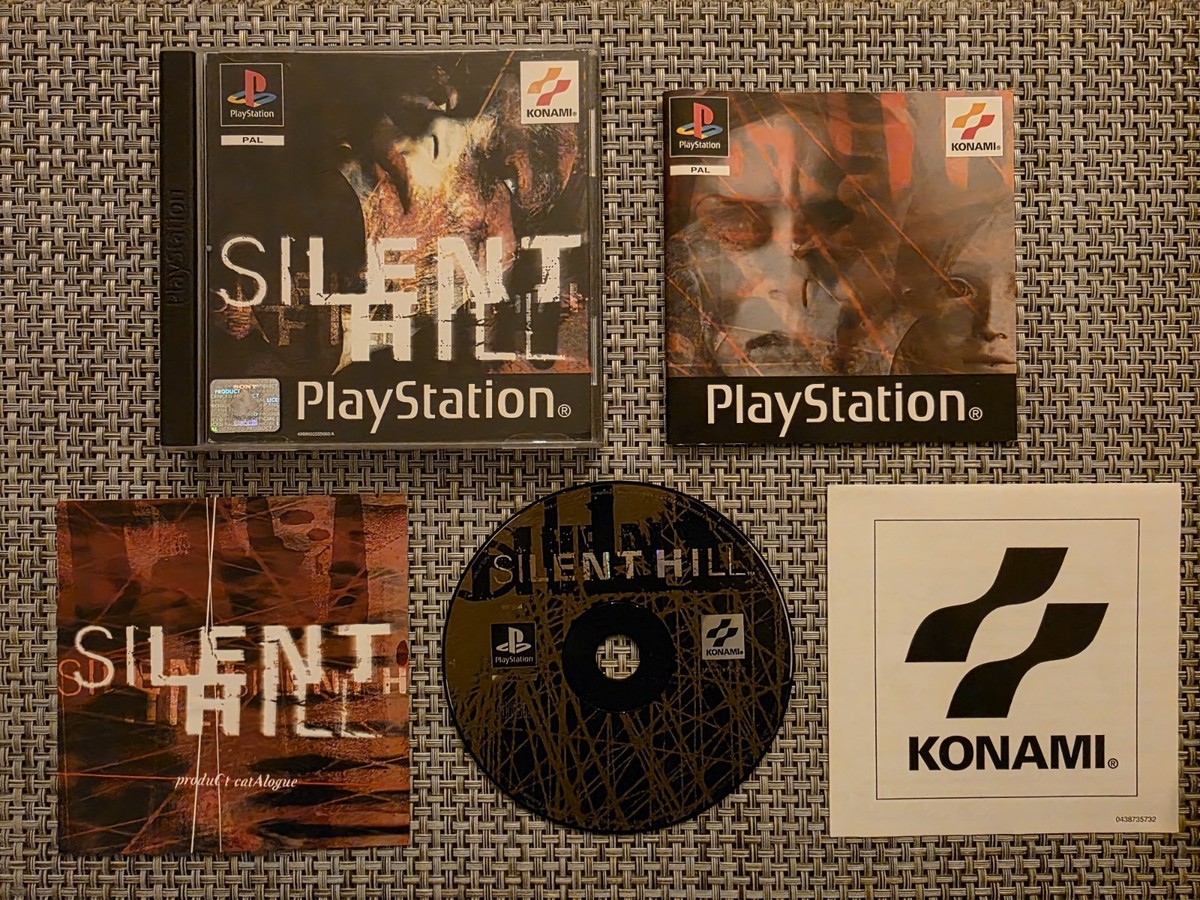 PlayStation
PlayStation
PAL
KONAMI®
SILENT
HILL
PlayStation®
PlayStation
PAL
KONAMI®
PlayStation®
SILENT
HILL
produCt catAlogue
SILENT HILL
PlayStation
KONAMI
KONAMI®
0438735732